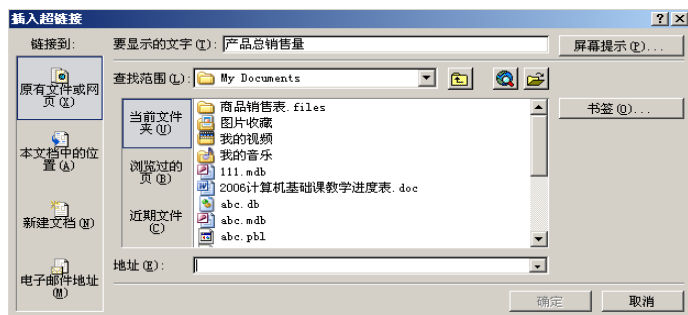 插入超链接
链接到:
要显示的文字(T): 产品总销售量
屏幕提示(P)...
原有文件或网
页(X)
查找范围(L): My Documents
书签(O)...
当前文件
夹(U)
商品销售表.files
图片收藏
我的视频
我的音乐
111.mdb
2006计算机基础课教学进度表.doc
abc.db
abc.mdb
abc.pbl
本文档中的位
置(A)
浏览过的
页(B)
新建文档(N)
近期文件
(C)
电子邮件地址
(M)
地址(E):
确定
取消